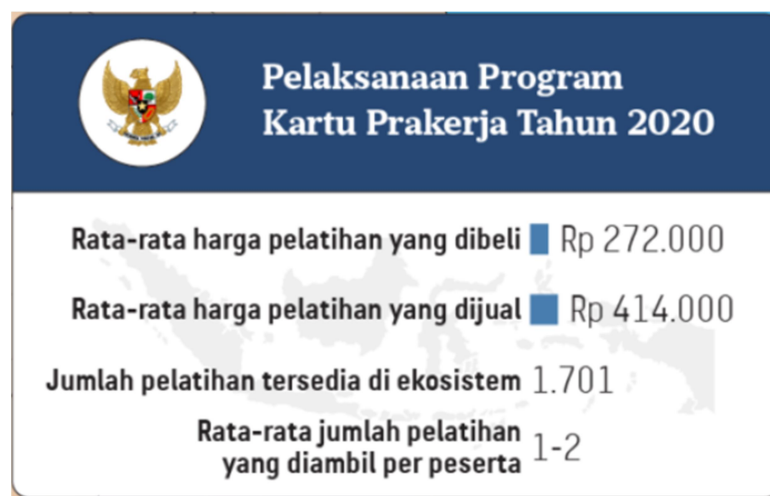 Pelaksanaan Program
Kartu Prakerja Tahun 2020
Rata-rata harga pelatihan yang dibeli Rp 272.000
Rata-rata harga pelatihan yang dijual Rp 414.000
Jumlah pelatihan tersedia di ekosistem 1.701
Rata-rata jumlah pelatihan
yang diambil per peserta 1-2